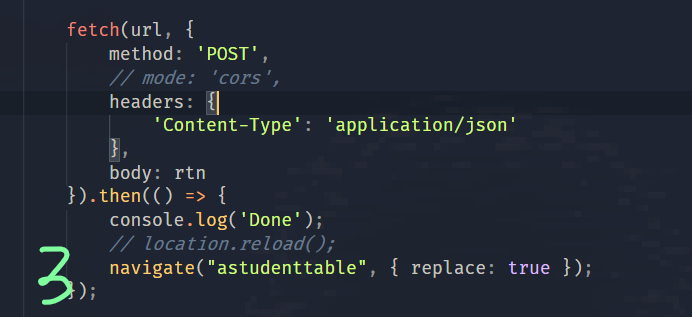 fetch(url, {
method: 'POST',
// mode: 'cors',
headers: {
'Content-Type': 'application/json'
},
body: rtn
}).then(() => {
console.log('Done');
// location.reload();
navigate("astudenttable", { replace: true });
3
});